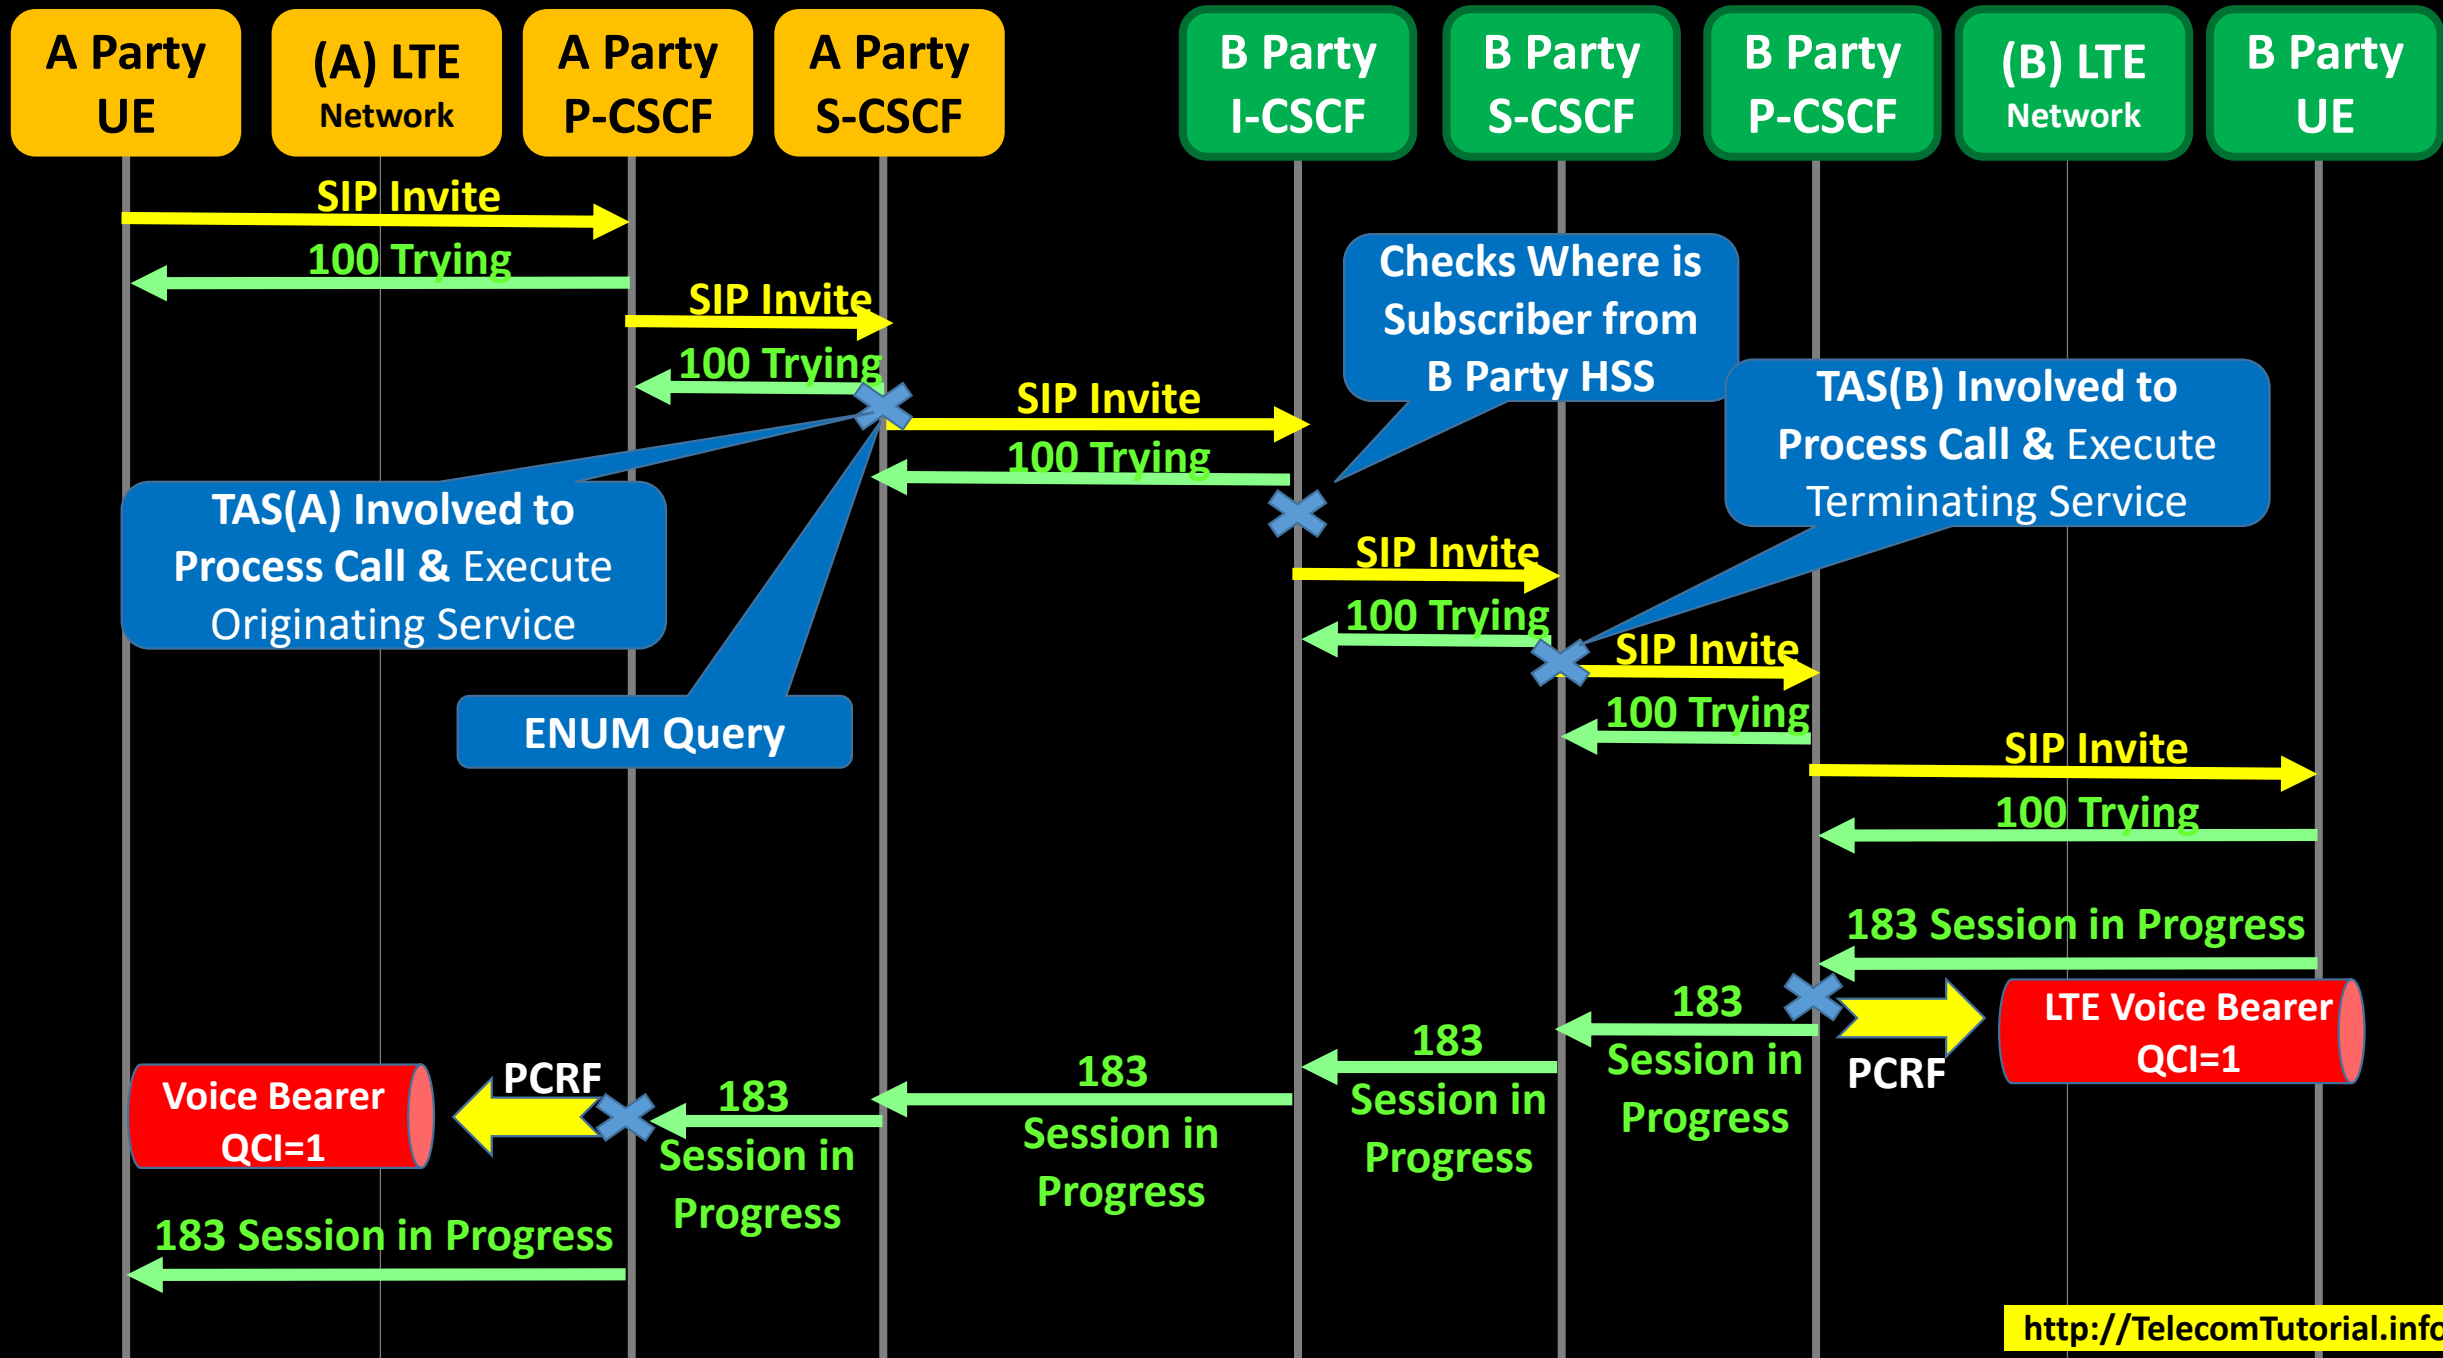 A Party
UE
(A) LTE
Network
A Party
P-CSCF
A Party
S-CSCF
B Party
I-CSCF
B Party
S-CSCF
B Party
P-CSCF
(B) LTE
Network
B Party
UE
SIP Invite
100 Trying
SIP Invite
100 Trying
SIP Invite
100 Trying
Checks Where is
Subscriber from
B Party HSS
TAS(B) Involved to
Process Call & Execute
Terminating Service
TAS(A) Involved to
Process Call & Execute
Originating Service
ENUM Query
SIP Invite
100 Trying
SIP Invite
100 Trying
SIP Invite
100 Trying
183 Session in Progress
LTE Voice Bearer
QCI=1
PCRF
183
Session in
Progress
183
Session in
Progress
183
Session in
Progress
183
Session in
Progress
PCRF
Voice Bearer
QCI=1
183 Session in Progress
http://TelecomTutorial.info